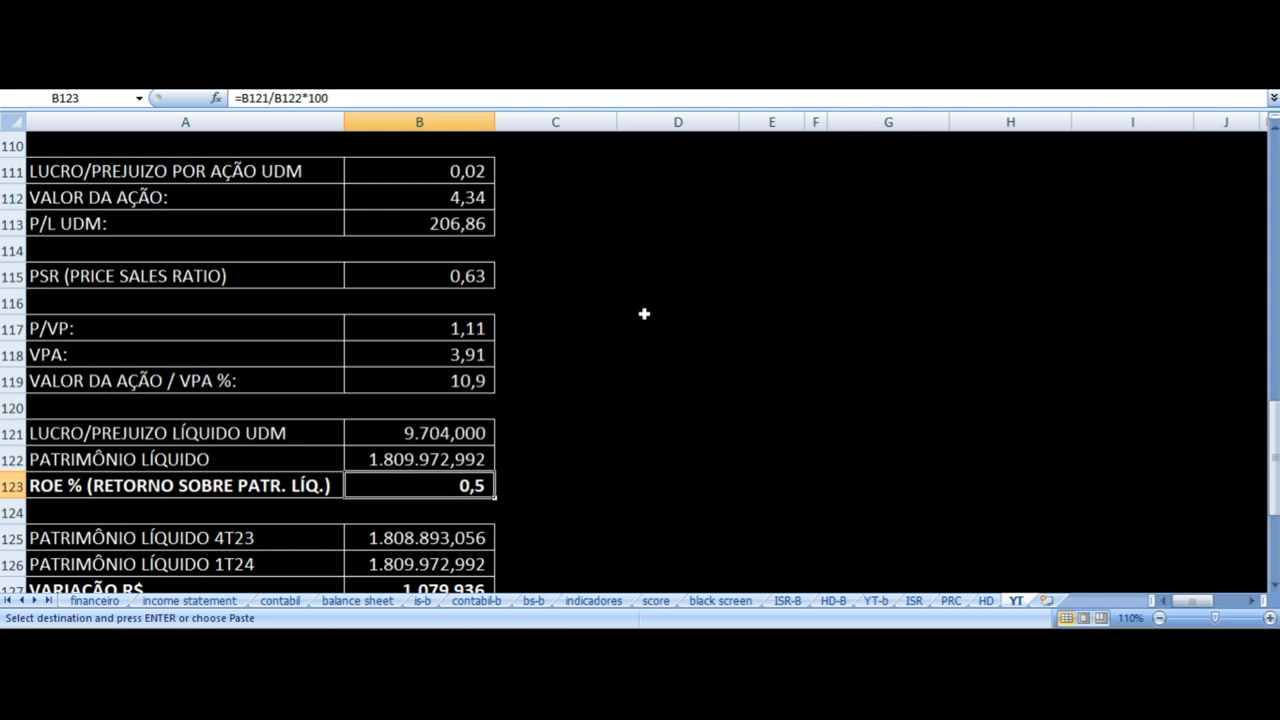 B123 fx =B121/B122*100
A B C D E F G H I J
110
111 LUCRO/PREJUIZO POR AÇÃO UDM 0,02
112 VALOR DA AÇÃO: 4,34
113 P/L UDM: 206,86
114
115 PSR (PRICE SALES RATIO) 0,63
116
117 P/VP: 1,11
118 VPA: 3,91
119 VALOR DA AÇÃO / VPA %: 10,9
120
121 LUCRO/PREJUIZO LÍQUIDO UDM 9.704,000
122 PATRIMÔNIO LÍQUIDO 1.809.972,992
123 ROE % (RETORNO SOBRE PATR. LÍQ.) 0,5
124
125 PATRIMÔNIO LÍQUIDO 4T23 1.808.893,056
126 PATRIMÔNIO LÍQUIDO 1T24 1.809.972,992
127 VARIAÇÃO R$ 1.079,936
financeiro income statement contabil balance sheet is-b contabil-b bs-b indicadores score black screen ISR-B HD-B YT-b ISR PRC HD YT
Select destination and press ENTER or choose Paste 110%